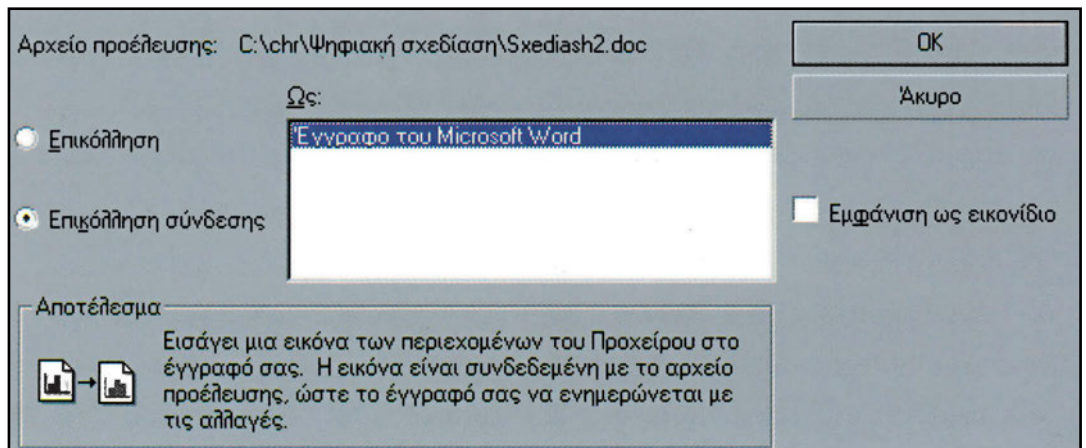 Αρχείο προέλευσης: C:\chr\Ψηφιακή σχεδίαση\Sxediash2.doc
OK
Άκυρο
Ως:
Επικόλληση
Έγγραφο του Microsoft Word
Επικόλληση σύνδεσης
Εμφάνιση ως εικονίδιο
Αποτέλεσμα
Εισάγει μια εικόνα των περιεχομένων του Προχείρου στο
έγγραφό σας. Η εικόνα είναι συνδεδεμένη με το αρχείο
προέλευσης, ώστε το έγγραφό σας να ενημερώνεται με
τις αλλαγές.